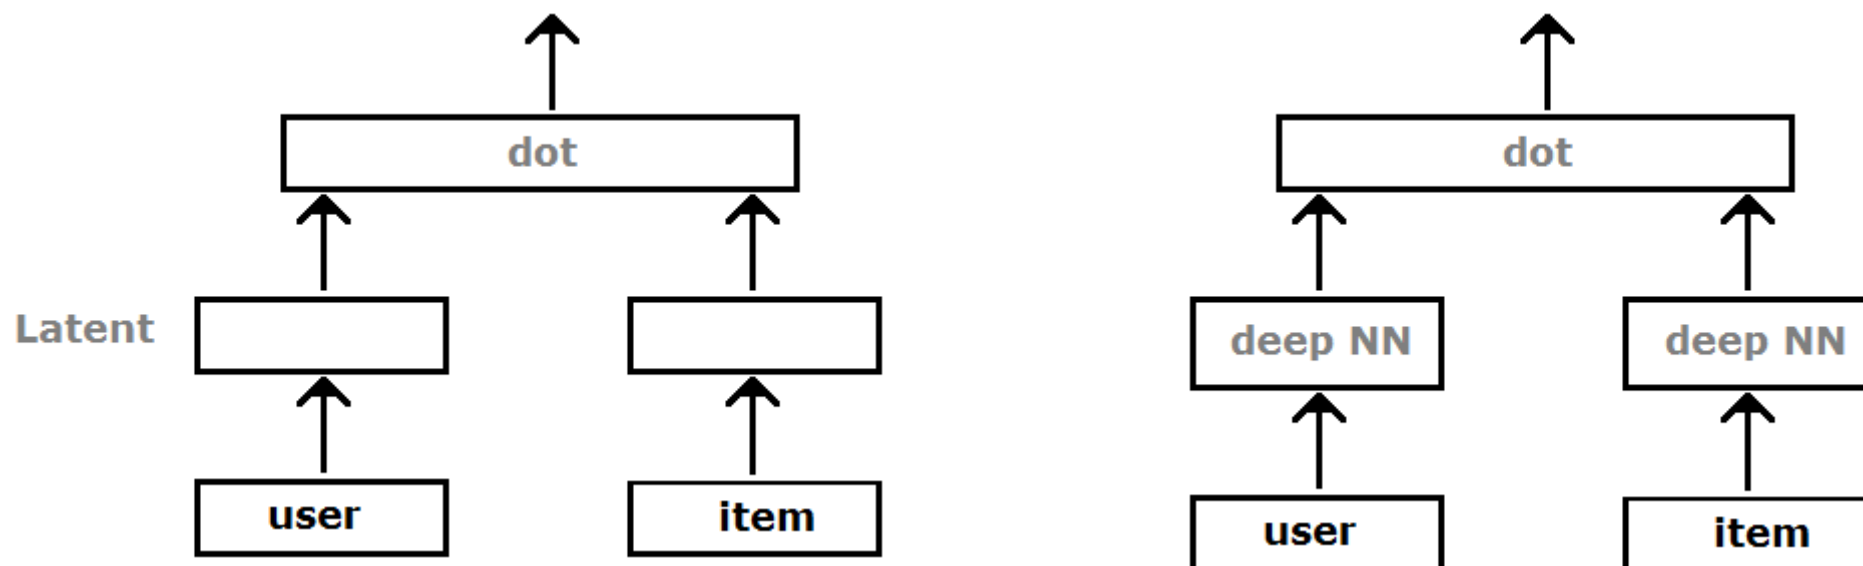 dot
Latent
user
item
dot
deep NN
deep NN
user
item